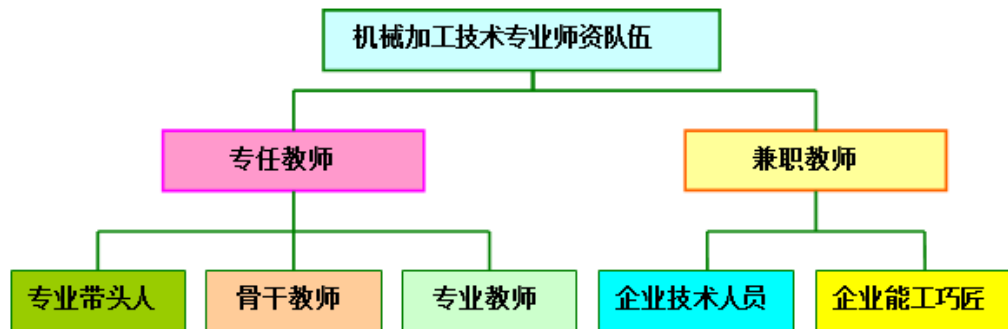 机械加工技术专业师资队伍
专任教师
兼职教师
专业带头人
骨干教师
专业教师
企业技术人员
企业能工巧匠